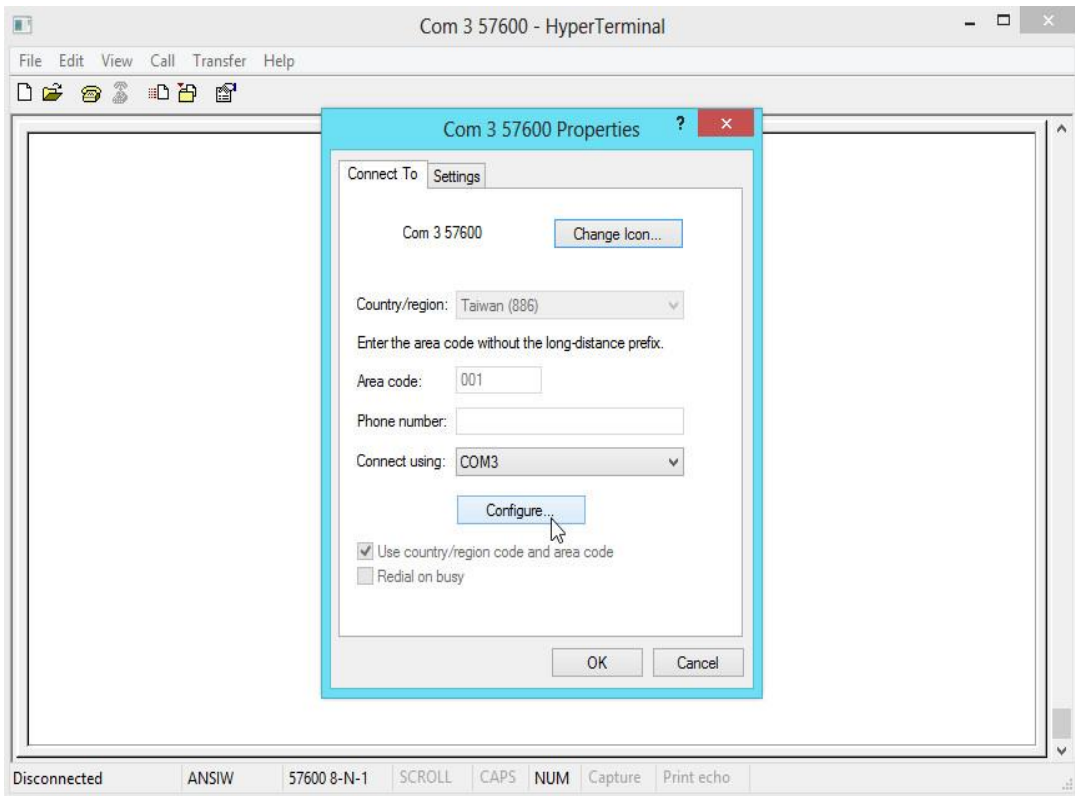 Com 3 57600 - HyperTerminal
File Edit View Call Transfer Help
Com 3 57600 Properties ?
Connect To Settings
Com 3 57600 Change Icon...
Country/region: Taiwan (886)
Enter the area code without the long-distance prefix.
Area code: 001
Phone number:
Connect using: COM3
Configure...
Use country/region code and area code
Redial on busy
OK Cancel
Disconnected ANSIW 57600 8-N-1 SCROLL CAPS NUM Capture Print echo